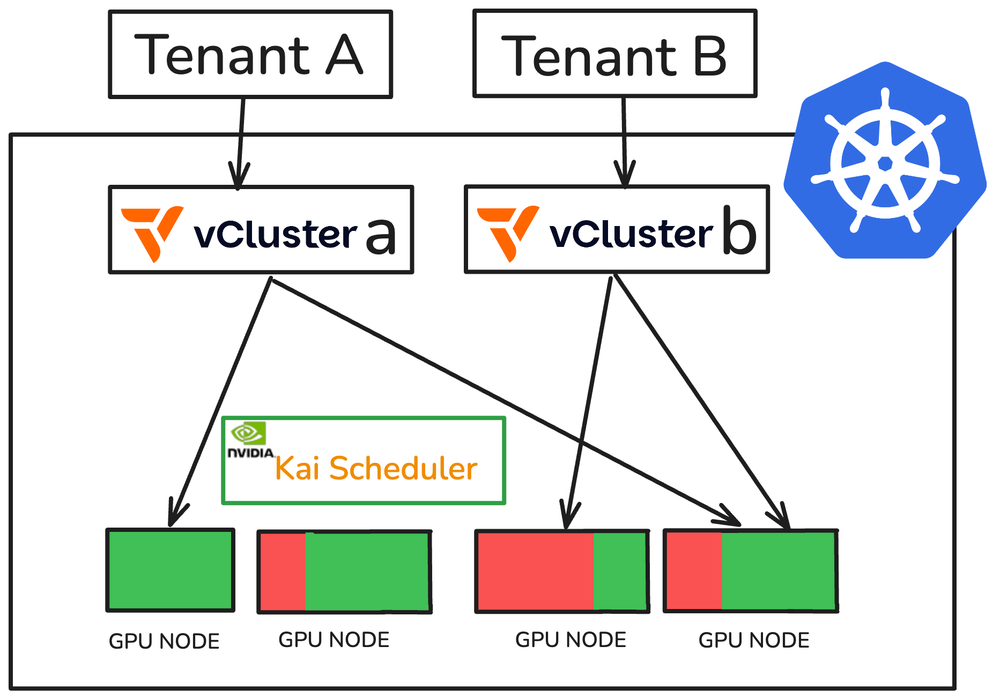 Tenant A
Tenant B
vCluster a
vCluster b
NVIDIA.
Kai Scheduler
GPU NODE
GPU NODE
GPU NODE
GPU NODE